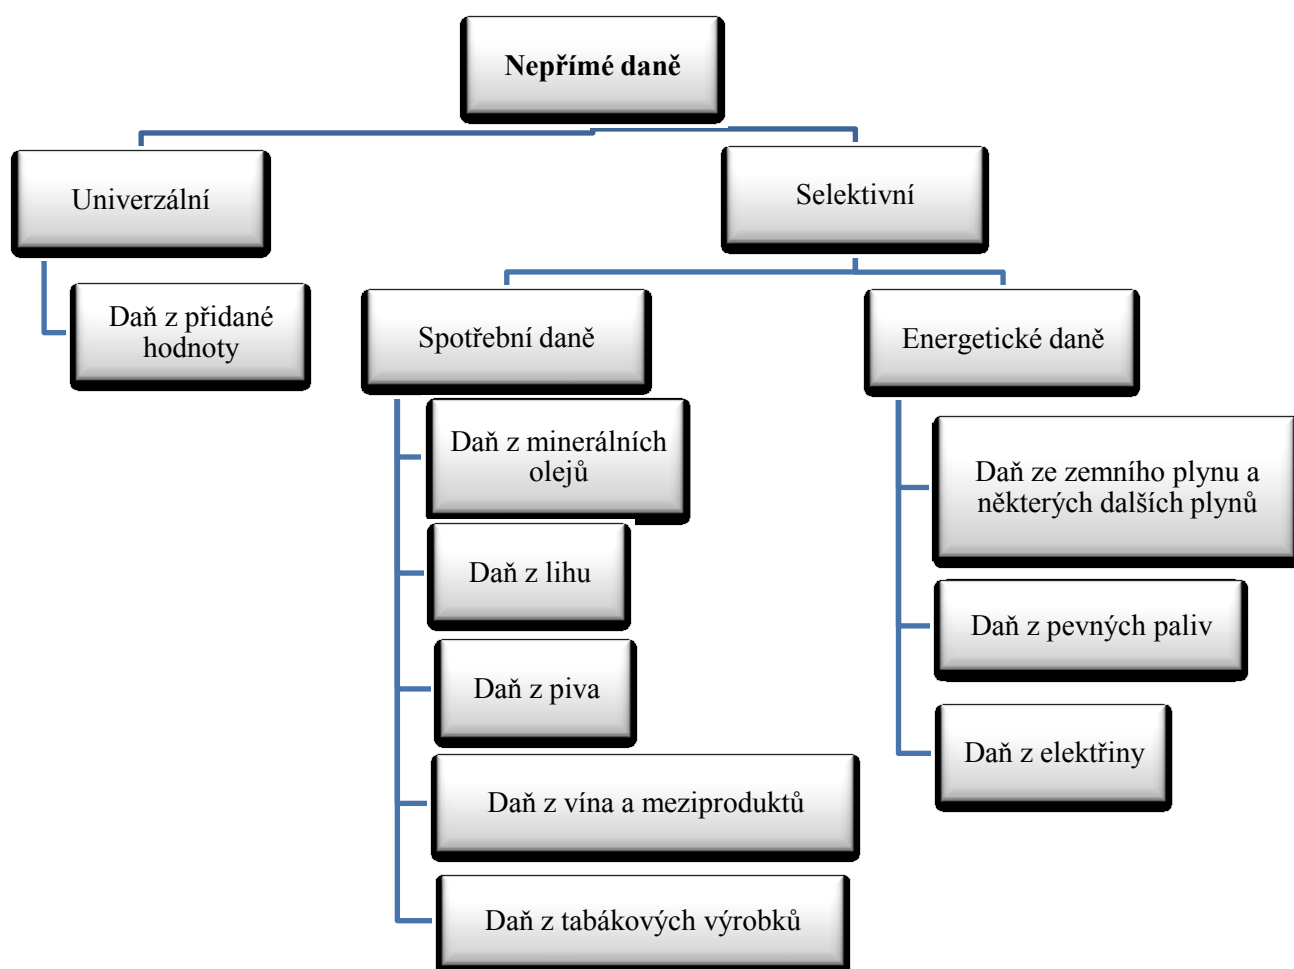 Nepřímé daně
Univerzální
Selektivní
Daň z přidané
hodnoty
Spotřební daně
Energetické daně
Daň z minerálních
olejů
Daň z lihu
Daň z piva
Daň z vína a meziproduktů
Daň z tabákových výrobků
Daň ze zemního plynu a
některých dalších plynů
Daň z pevných paliv
Daň z elektřiny